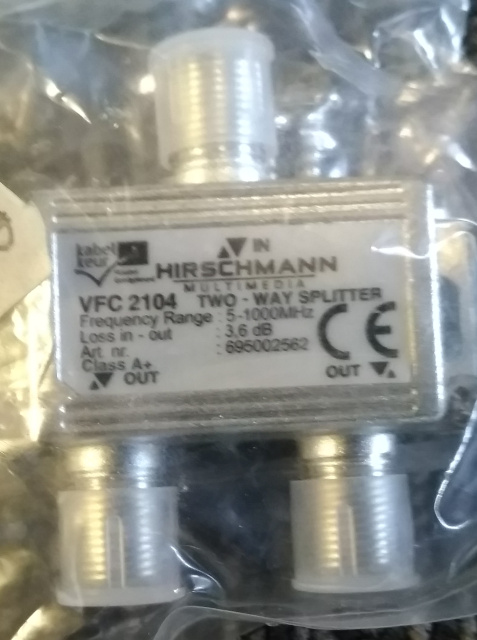 IN
kabel
keur
HIRSCHMANN
MULTIMEDIA
VFC 2104 TWO - WAY SPLITTER
Frequency Range : 5-1000MHz
Loss in - out : 3.6 dB
Art. nr. : 695002562
Class A+
CE
OUT
OUT